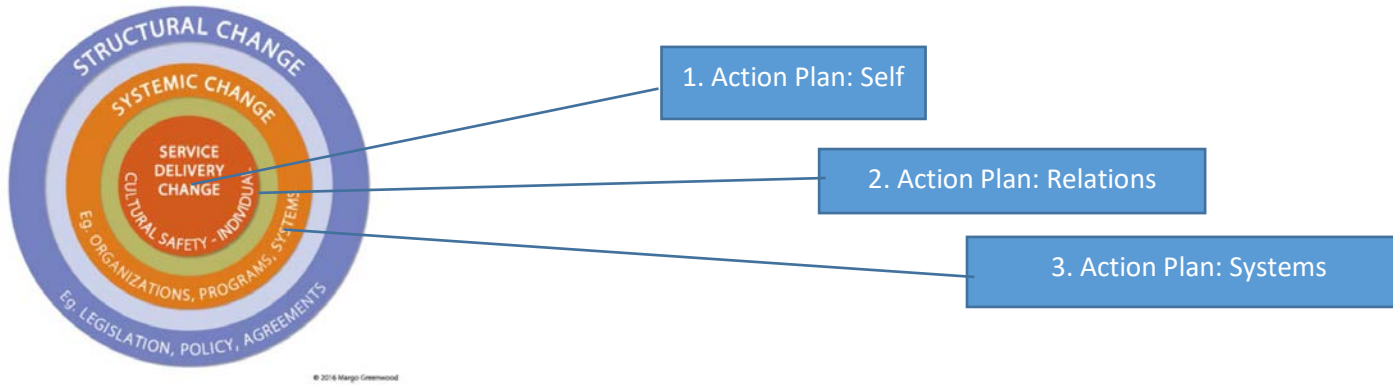 STRUCTURAL CHANGE
SYSTEMIC CHANGE
SERVICE
DELIVERY
CHANGE
CULTURAL SAFETY - INDIVIDUAL-
Eg. ORGANIZATIONS, PROGRAMS, SYSTEMS
Eg. LEGISLATION, POLICY, AGREEMENTS
© 2016 Margo Greenwood
1. Action Plan: Self
2. Action Plan: Relations
3. Action Plan: Systems